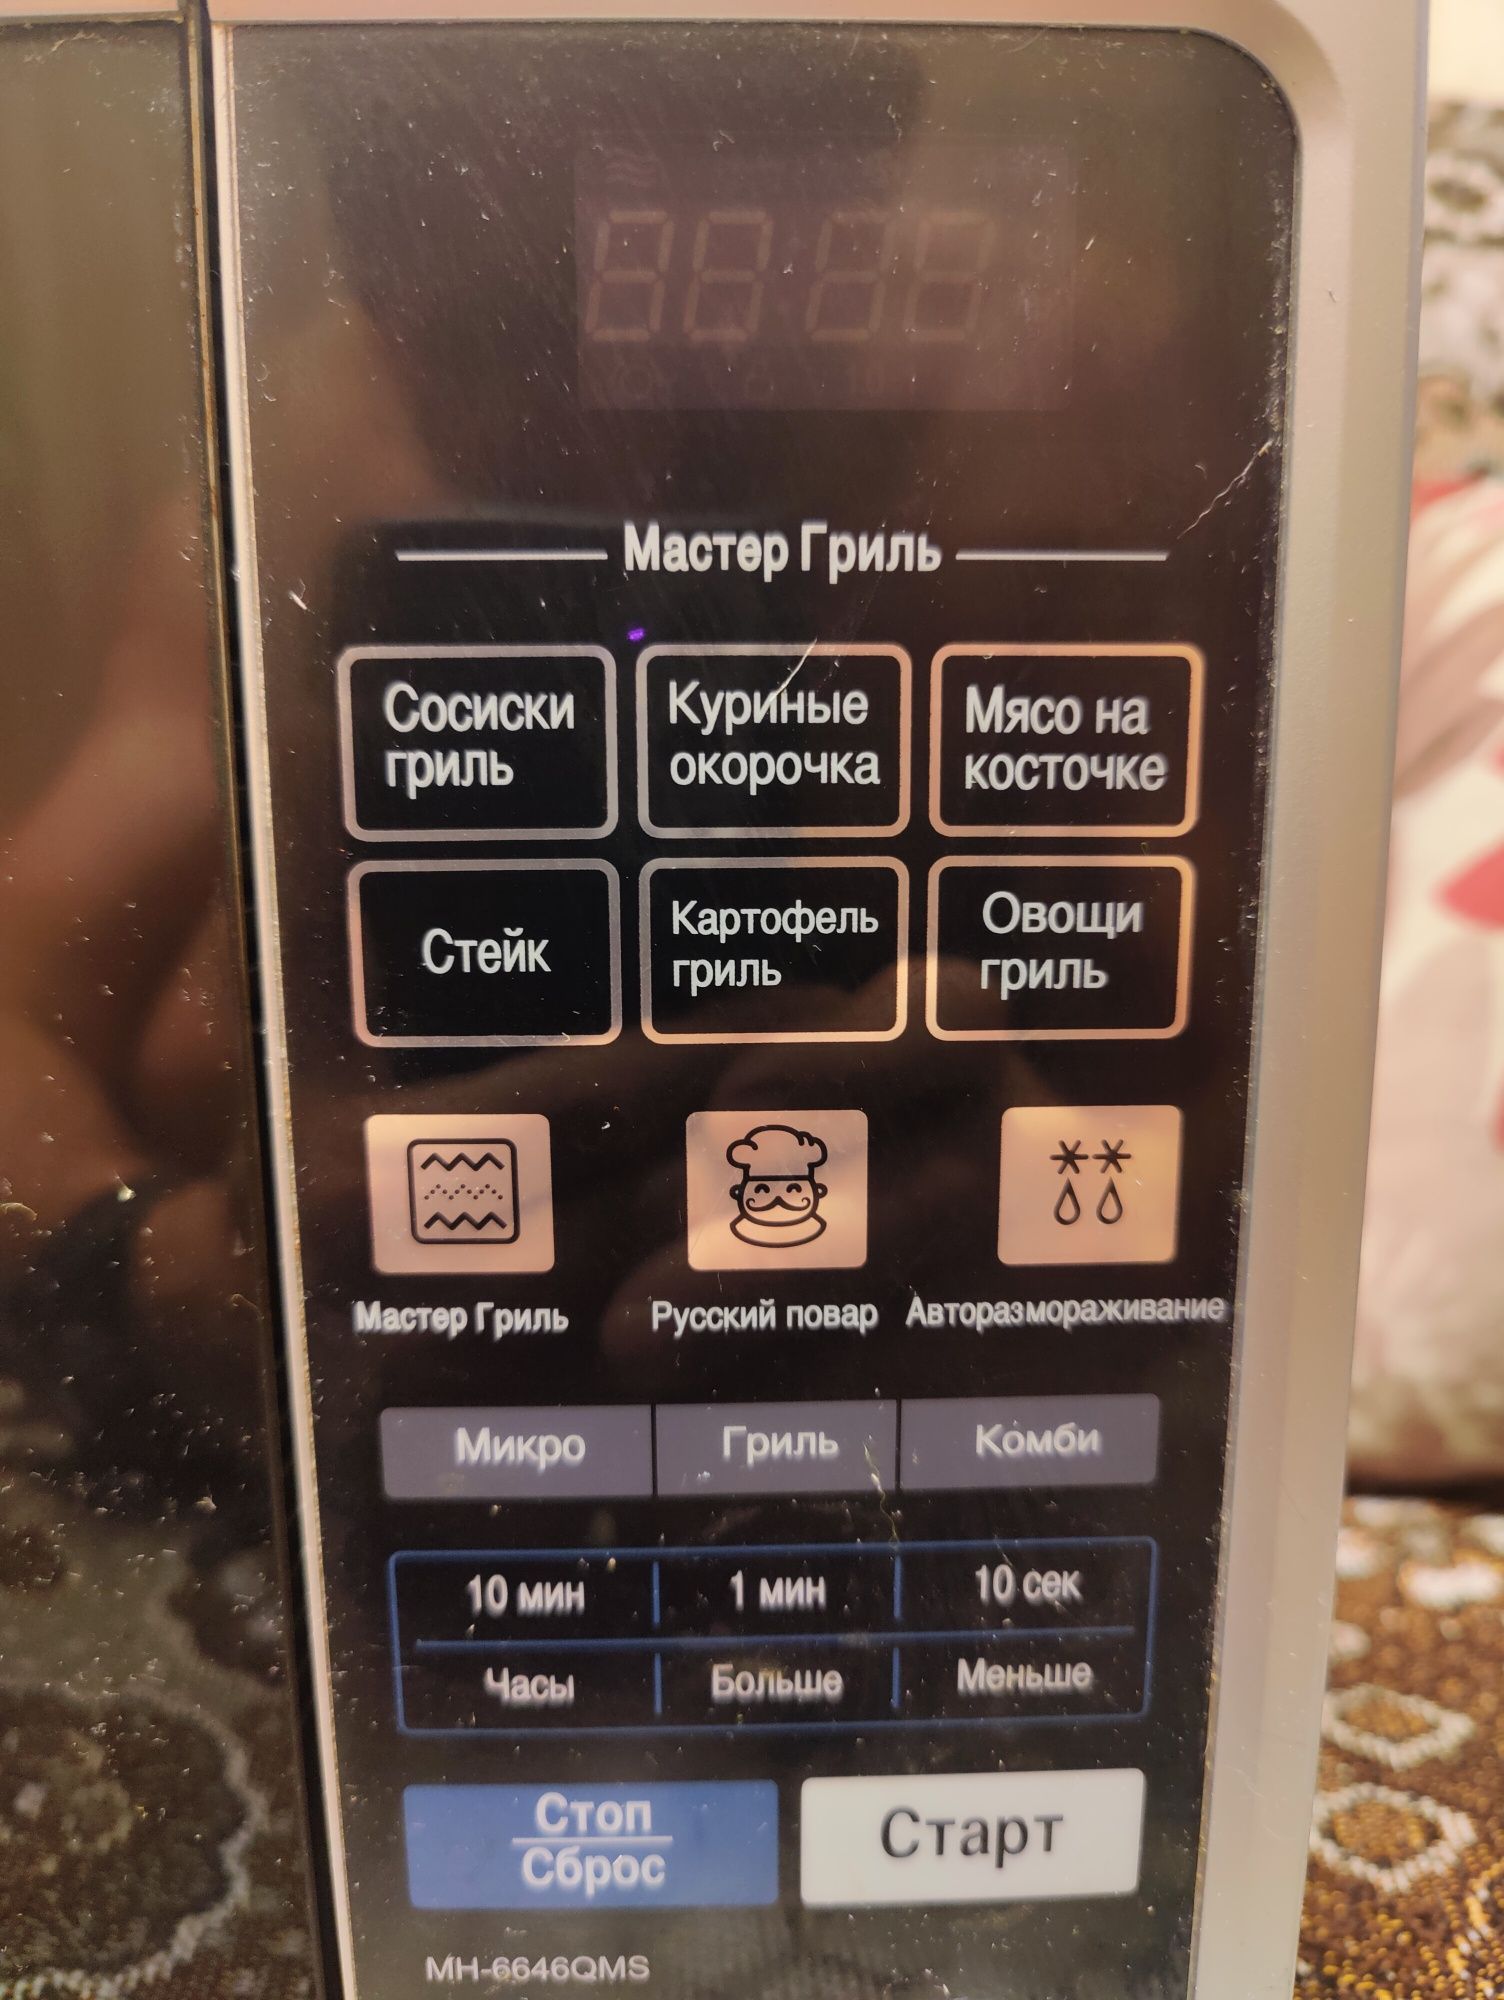 Мастер Гриль
Сосиски
гриль
Куриные
окорочка
Мясо на
косточке
Стейк
Картофель
гриль
Овощи
гриль
Мастер Гриль
Русский повар
Авторазмораживание
Микро
Гриль
Комби
10 мин
1 мин
10 сек
Часы
Больше
Меньше
Стоп
Сброс
Старт
MH-6646QMS